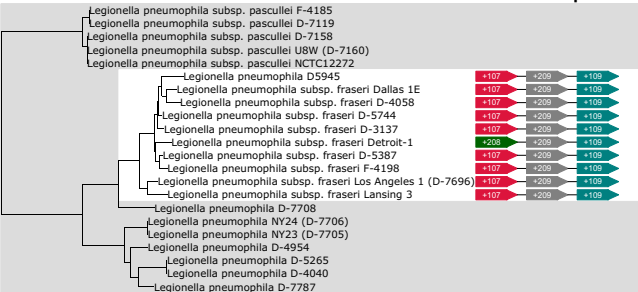 Legionella pneumophila subsp. pascullei F-4185
Legionella pneumophila subsp. pascullei D-7119
Legionella pneumophila subsp. pascullei D-7158
Legionella pneumophila subsp. pascullei U8W (D-7160)
Legionella pneumophila subsp. pascullei NCTC12272
Legionella pneumophila D5945 +107 +209 +109
Legionella pneumophila subsp. fraseri Dallas 1E +107 +209 +109
Legionella pneumophila subsp. fraseri D-4058 +107 +209 +109
Legionella pneumophila subsp. fraseri D-5744 +107 +209 +109
Legionella pneumophila subsp. fraseri D-3137 +107 +209 +109
Legionella pneumophila subsp. fraseri Detroit-1 +208 +209 +109
Legionella pneumophila subsp. fraseri D-5387 +107 +209 +109
Legionella pneumophila subsp. fraseri F-4198 +107 +209 +109
Legionella pneumophila subsp. fraseri Los Angeles 1 (D-7696) +107 +209 +109
Legionella pneumophila subsp. fraseri Lansing 3 +107 +209 +109
Legionella pneumophila D-7708
Legionella pneumophila NY24 (D-7706)
Legionella pneumophila NY23 (D-7705)
Legionella pneumophila D-4954
Legionella pneumophila D-5265
Legionella pneumophila D-4040
Legionella pneumophila D-7787